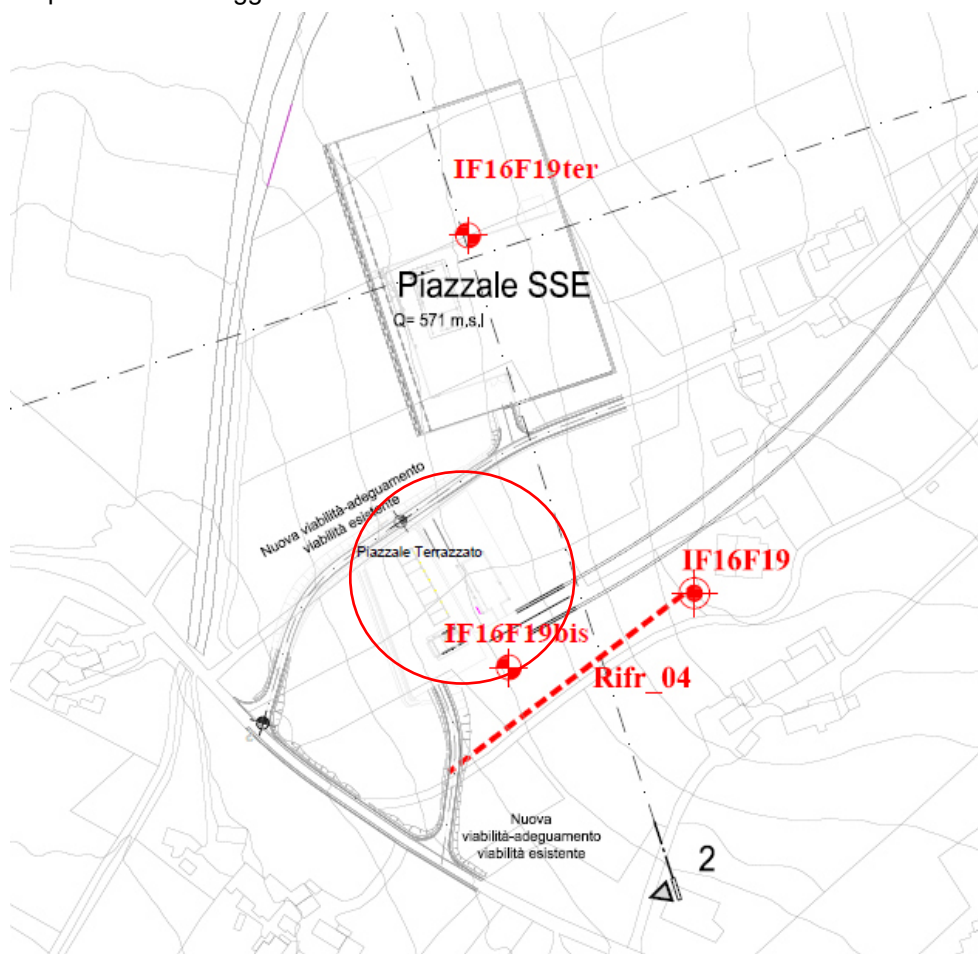 IF16F19ter
Piazzale SSE
Q= 571 m.s.l
Nuova viabilità-adeguamento
viabilità esistente
Piazzale Terrazzato
IF16F19
IF16F19bis
Rifr_04
Nuova
viabilità-adeguamento
viabilità esistente
2